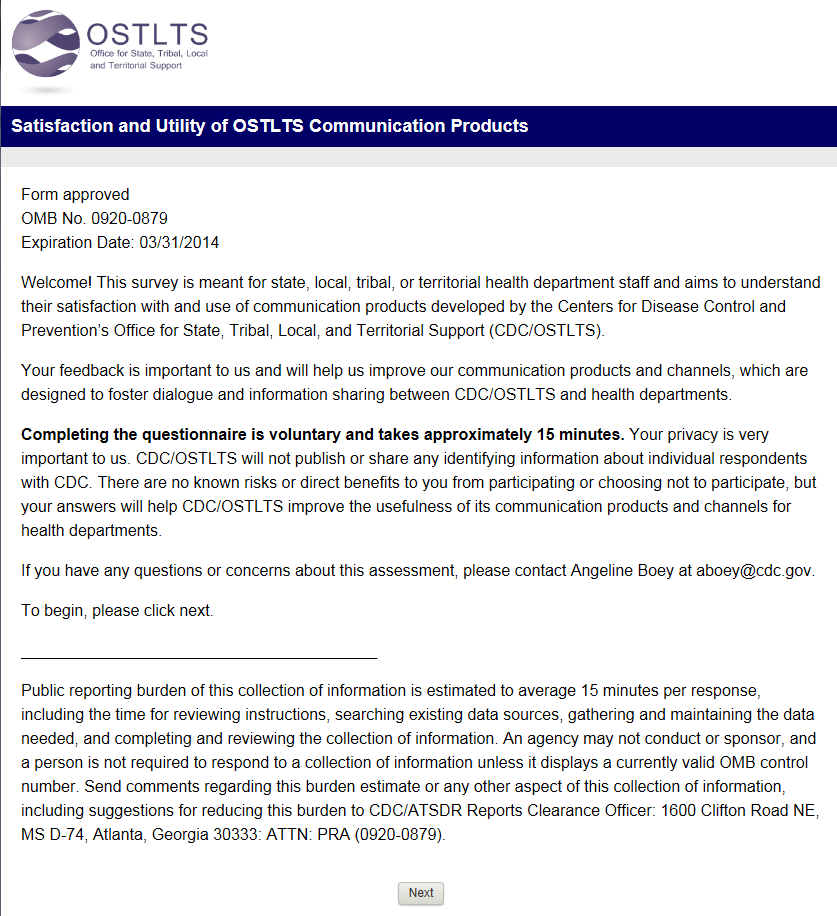 OSTLTS
Office for State, Tribal, Local
and Territorial Support
Satisfaction and Utility of OSTLTS Communication Products
Form approved
OMB No. 0920-0879
Expiration Date: 03/31/2014
Welcome! This survey is meant for state, local, tribal, or territorial health department staff and aims to understand
their satisfaction with and use of communication products developed by the Centers for Disease Control and
Prevention's Office for State, Tribal, Local, and Territorial Support (CDC/OSTLTS).
Your feedback is important to us and will help us improve our communication products and channels, which are
designed to foster dialogue and information sharing between CDC/OSTLTS and health departments.
Completing the questionnaire is voluntary and takes approximately 15 minutes. Your privacy is very
important to us. CDC/OSTLTS will not publish or share any identifying information about individual respondents
with CDC. There are no known risks or direct benefits to you from participating or choosing not to participate, but
your answers will help CDC/OSTLTS improve the usefulness of its communication products and channels for
health departments.
If you have any questions or concerns about this assessment, please contact Angeline Boey at aboey@cdc.gov.
To begin, please click next.
Public reporting burden of this collection of information is estimated to average 15 minutes per response,
including the time for reviewing instructions, searching existing data sources, gathering and maintaining the data
needed, and completing and reviewing the collection of information. An agency may not conduct or sponsor, and
a person is not required to respond to a collection of information unless it displays a currently valid OMB control
number. Send comments regarding this burden estimate or any other aspect of this collection of information,
including suggestions for reducing this burden to CDC/ATSDR Reports Clearance Officer: 1600 Clifton Road NE,
MS D-74, Atlanta, Georgia 30333: ATTN: PRA (0920-0879).
Next